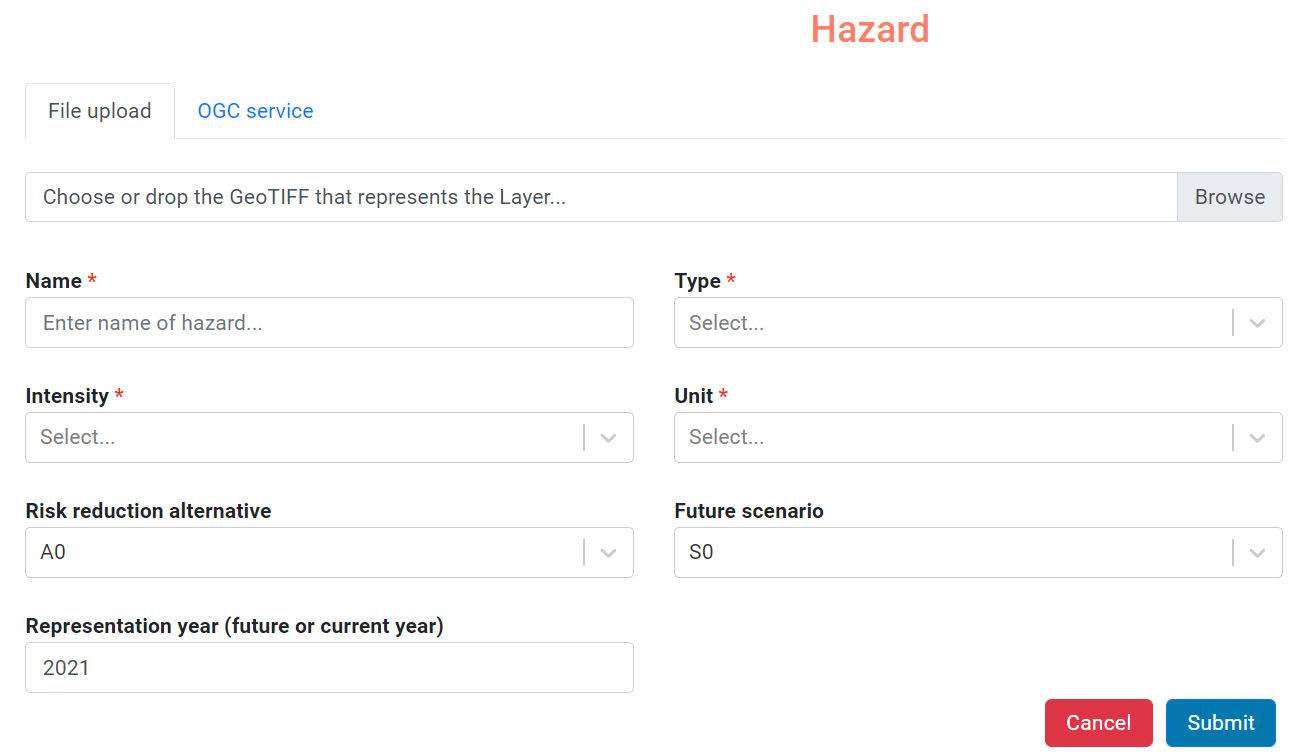 Hazard
File upload
OGC service
Choose or drop the GeoTIFF that represents the Layer...
Browse
Name *
Type *
Enter name of hazard...
Select...
Intensity *
Unit *
Select...
Select...
Risk reduction alternative
Future scenario
A0
S0
Representation year (future or current year)
2021
Cancel
Submit